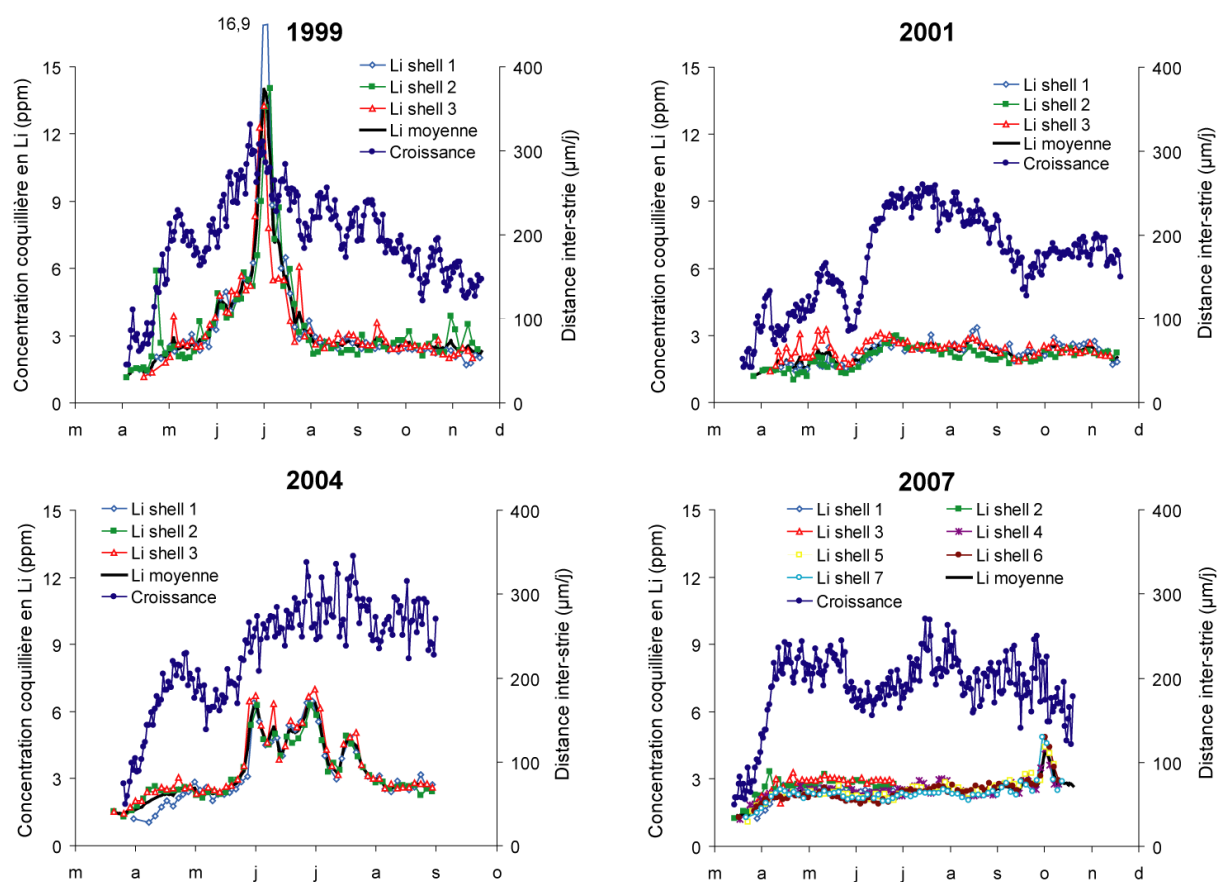 16,9
1999
Li shell 1
Li shell 2
Li shell 3
Li moyenne
Croissance
Concentration coquillière en Li (ppm)
15
12
9
6
3
0
Distance inter-strie (µm/j)
400
300
200
100
0
m a m j j a s o n d
2001
Li shell 1
Li shell 2
Li shell 3
Li moyenne
Croissance
Concentration coquillière en Li (ppm)
15
12
9
6
3
0
Distance inter-strie (µm/j)
400
300
200
100
0
m a m j j a s o n d
2004
Li shell 1
Li shell 2
Li shell 3
Li moyenne
Croissance
Concentration coquillière en Li (ppm)
15
12
9
6
3
0
Distance inter-strie (µm/j)
400
300
200
100
0
m a m j j a s o
2007
Li shell 1 Li shell 2
Li shell 3 Li shell 4
Li shell 5 Li shell 6
Li shell 7 Li moyenne
Croissance
Concentration coquillière en Li (ppm)
15
12
9
6
3
0
Distance inter-strie (µm/j)
400
300
200
100
0
m a m j j a s o n d